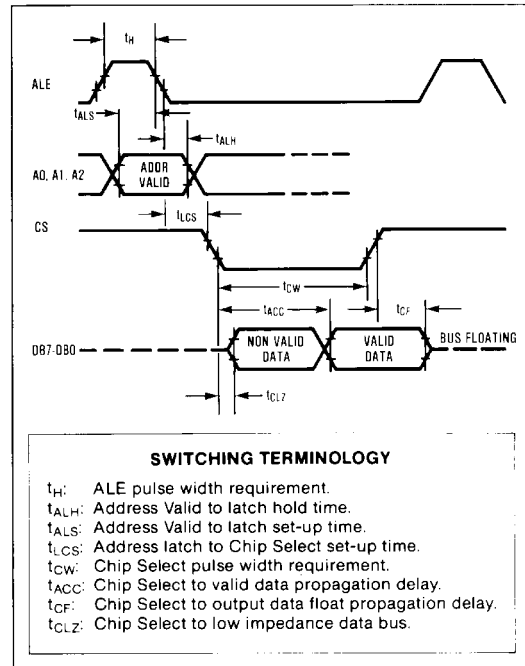 tH
ALE
tALS
tALH
A0, A1, A2
ADDR
VALID
tLCS
CS
tCW
tACC
tCF
DB7-DB0
NON VALID
DATA
VALID
DATA
BUS FLOATING
tCLZ
SWITCHING TERMINOLOGY
tH: ALE pulse width requirement.
tALH: Address Valid to latch hold time.
tALS: Address Valid to latch set-up time.
tLCS: Address latch to Chip Select set-up time.
tCW: Chip Select pulse width requirement.
tACC: Chip Select to valid data propagation delay.
tCF: Chip Select to output data float propagation delay.
tCLZ: Chip Select to low impedance data bus.